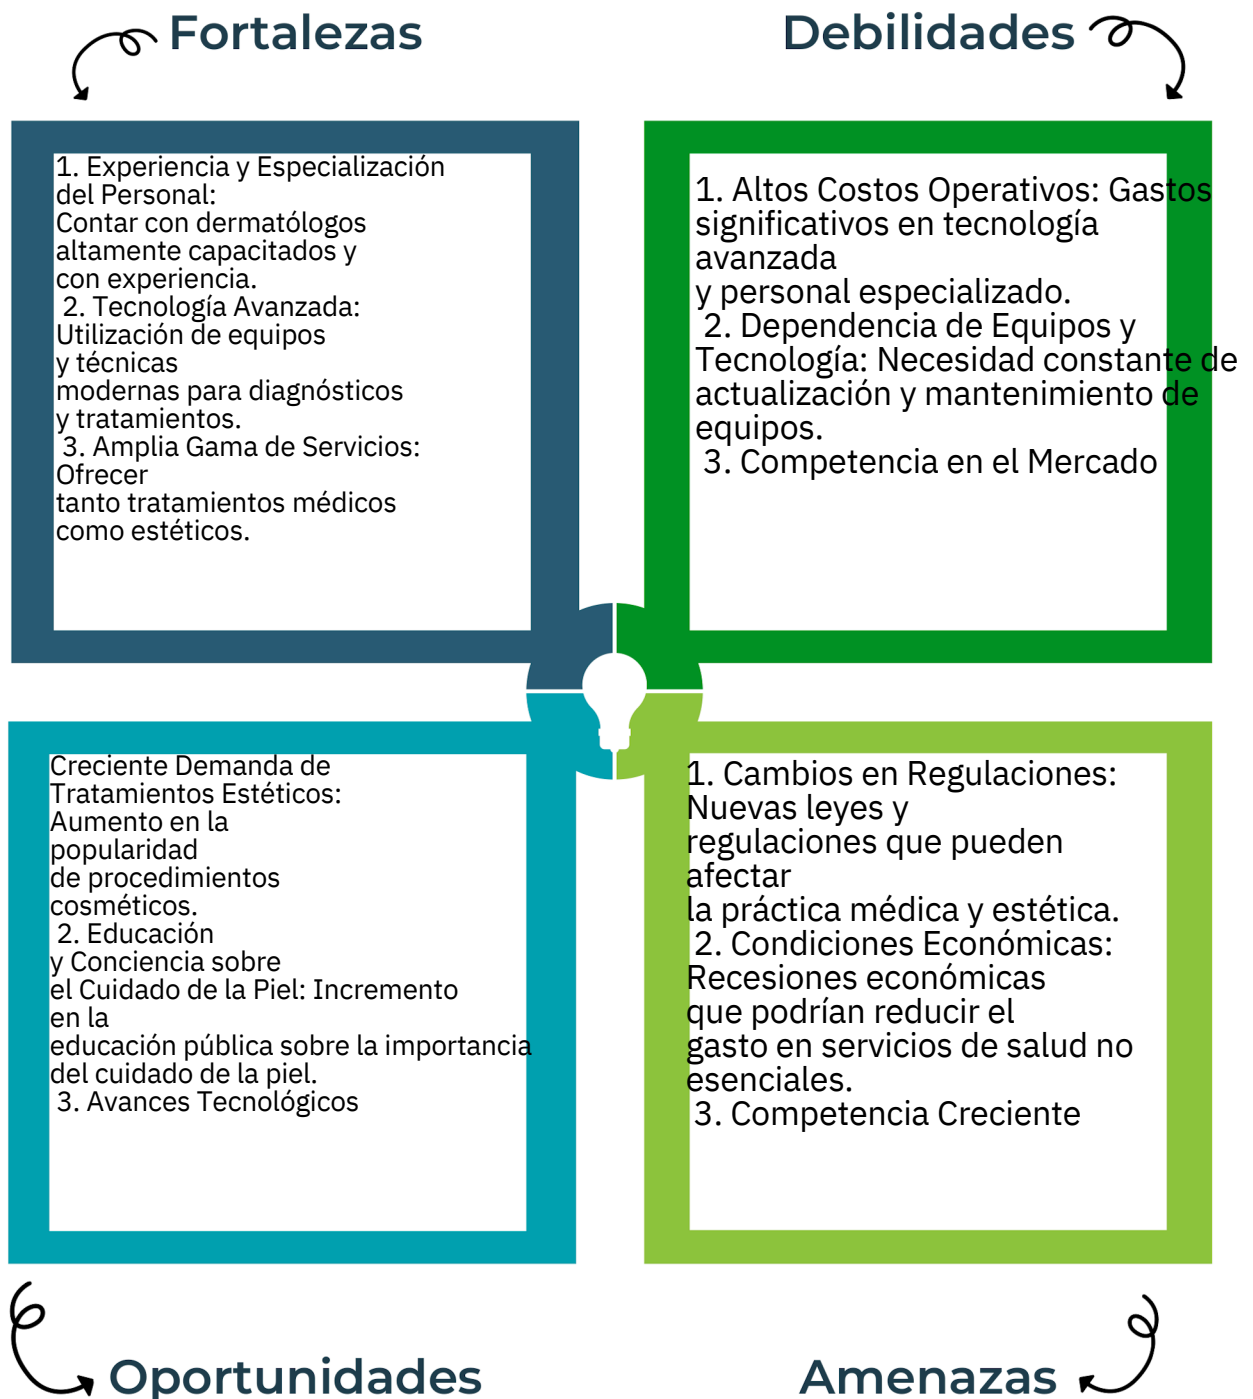 Fortalezas
1. Experiencia y Especialización
del Personal:
Contar con dermatólogos
altamente capacitados y
con experiencia.
2. Tecnología Avanzada:
Utilización de equipos
y técnicas
modernas para diagnósticos
y tratamientos.
3. Amplia Gama de Servicios:
Ofrecer
tanto tratamientos médicos
como estéticos.
Debilidades
1. Altos Costos Operativos: Gastos
significativos en tecnología
avanzada
y personal especializado.
2. Dependencia de Equipos y
Tecnología: Necesidad constante de
actualización y mantenimiento de
equipos.
3. Competencia en el Mercado
Creciente Demanda de
Tratamientos Estéticos:
Aumento en la
popularidad
de procedimientos
cosméticos.
2. Educación
y Conciencia sobre
el Cuidado de la Piel: Incremento
en la
educación pública sobre la importancia
del cuidado de la piel.
3. Avances Tecnológicos
Oportunidades
1. Cambios en Regulaciones:
Nuevas leyes y
regulaciones que pueden
afectar
la práctica médica y estética.
2. Condiciones Económicas:
Recesiones económicas
que podrían reducir el
gasto en servicios de salud no
esenciales.
3. Competencia Creciente
Amenazas